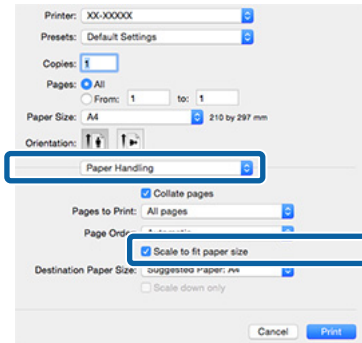 Printer: XX-XXXXX
Presets: Default Settings
Copies: 1
Pages: All
From: 1 to: 1
Paper Size: A4 210 by 297 mm
Orientation:
Paper Handling
Collate pages
Pages to Print: All pages
Page Order: Automatic
Scale to fit paper size
Destination Paper Size: Suggested Paper: A4
Scale down only
Cancel Print